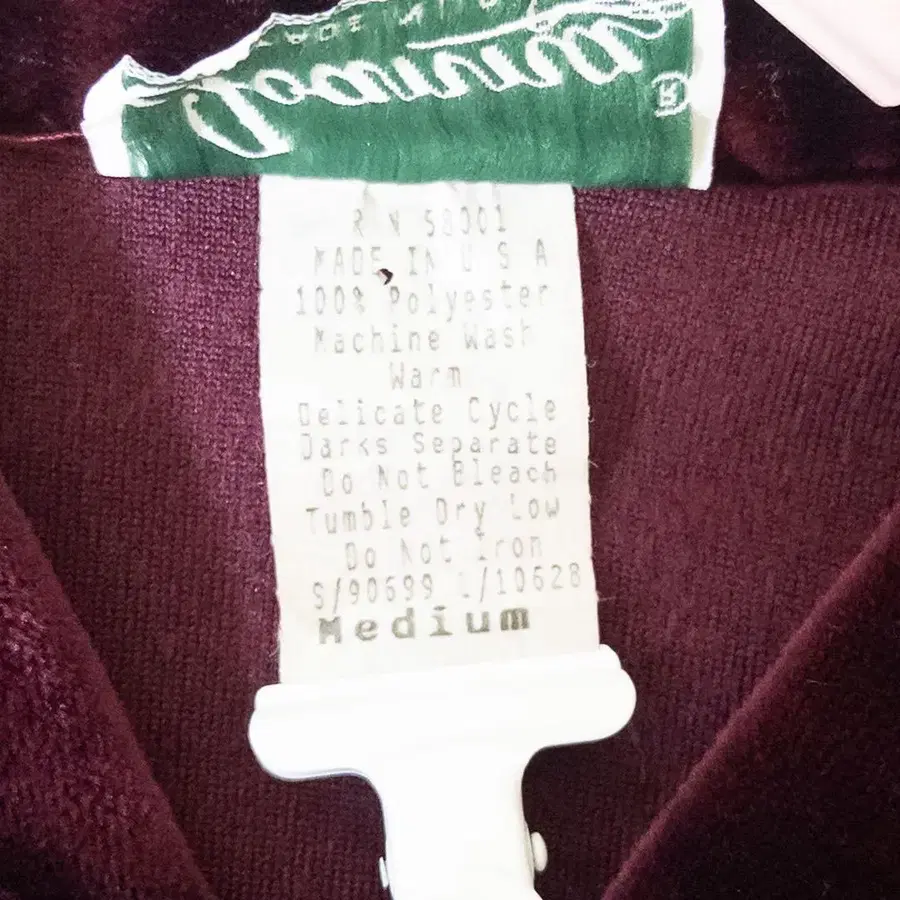 ®
R N 58001
MADE IN U S A
100% Polyester
Machine Wash
Warm
Delicate Cycle
Darks Separate
Do Not Bleach
Tumble Dry Low
Do Not Iron
S/90699 L/10628
Medium